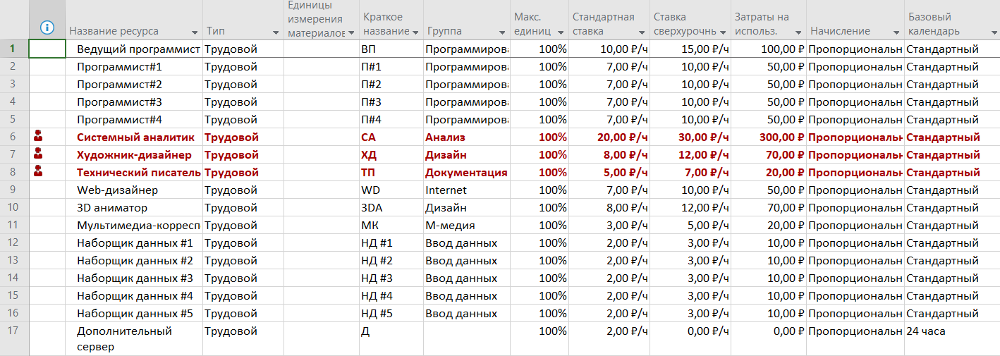 Название ресурса Тип Единицы измерения материалов Краткое название Группа Макс. единиц Стандартная ставка Ставка сверхурочнь Затраты на использ. Начисление Базовый календарь
1 Ведущий программист Трудовой ВП Программирова 100% 10,00 ₽/ч 15,00 ₽/ч 100,00 ₽ Пропорциональн Стандартный
2 Программист#1 Трудовой П#1 Программирова 100% 7,00 ₽/ч 10,00 ₽/ч 50,00 ₽ Пропорциональн Стандартный
3 Программист#2 Трудовой П#2 Программирова 100% 7,00 ₽/ч 10,00 ₽/ч 50,00 ₽ Пропорциональн Стандартный
4 Программист#3 Трудовой П#3 Программирова 100% 7,00 ₽/ч 10,00 ₽/ч 50,00 ₽ Пропорциональн Стандартный
5 Программист#4 Трудовой П#4 Программирова 100% 7,00 ₽/ч 10,00 ₽/ч 50,00 ₽ Пропорциональн Стандартный
6 Системный аналитик Трудовой СА Анализ 100% 20,00 ₽/ч 30,00 ₽/ч 300,00 ₽ Пропорциональн Стандартный
7 Художник-дизайнер Трудовой ХД Дизайн 100% 8,00 ₽/ч 12,00 ₽/ч 70,00 ₽ Пропорциональн Стандартный
8 Технический писатель Трудовой ТП Документация 100% 5,00 ₽/ч 7,00 ₽/ч 20,00 ₽ Пропорциональн Стандартный
9 Web-дизайнер Трудовой WD Internet 100% 7,00 ₽/ч 10,00 ₽/ч 50,00 ₽ Пропорциональн Стандартный
10 3D аниматор Трудовой 3DA Дизайн 100% 8,00 ₽/ч 12,00 ₽/ч 70,00 ₽ Пропорциональн Стандартный
11 Мультимедиа-корресп Трудовой МК М-медия 100% 3,00 ₽/ч 5,00 ₽/ч 20,00 ₽ Пропорциональн Стандартный
12 Наборщик данных #1 Трудовой НД #1 Ввод данных 100% 2,00 ₽/ч 3,00 ₽/ч 10,00 ₽ Пропорциональн Стандартный
13 Наборщик данных #2 Трудовой НД #2 Ввод данных 100% 2,00 ₽/ч 3,00 ₽/ч 10,00 ₽ Пропорциональн Стандартный
14 Наборщик данных #3 Трудовой НД #3 Ввод данных 100% 2,00 ₽/ч 3,00 ₽/ч 10,00 ₽ Пропорциональн Стандартный
15 Наборщик данных #4 Трудовой НД #4 Ввод данных 100% 2,00 ₽/ч 3,00 ₽/ч 10,00 ₽ Пропорциональн Стандартный
16 Наборщик данных #5 Трудовой НД #5 Ввод данных 100% 2,00 ₽/ч 3,00 ₽/ч 10,00 ₽ Пропорциональн Стандартный
17 Дополнительный Трудовой Д 100% 2,00 ₽/ч 0,00 ₽/ч 0,00 ₽ Пропорциональн 24 часа
сервер